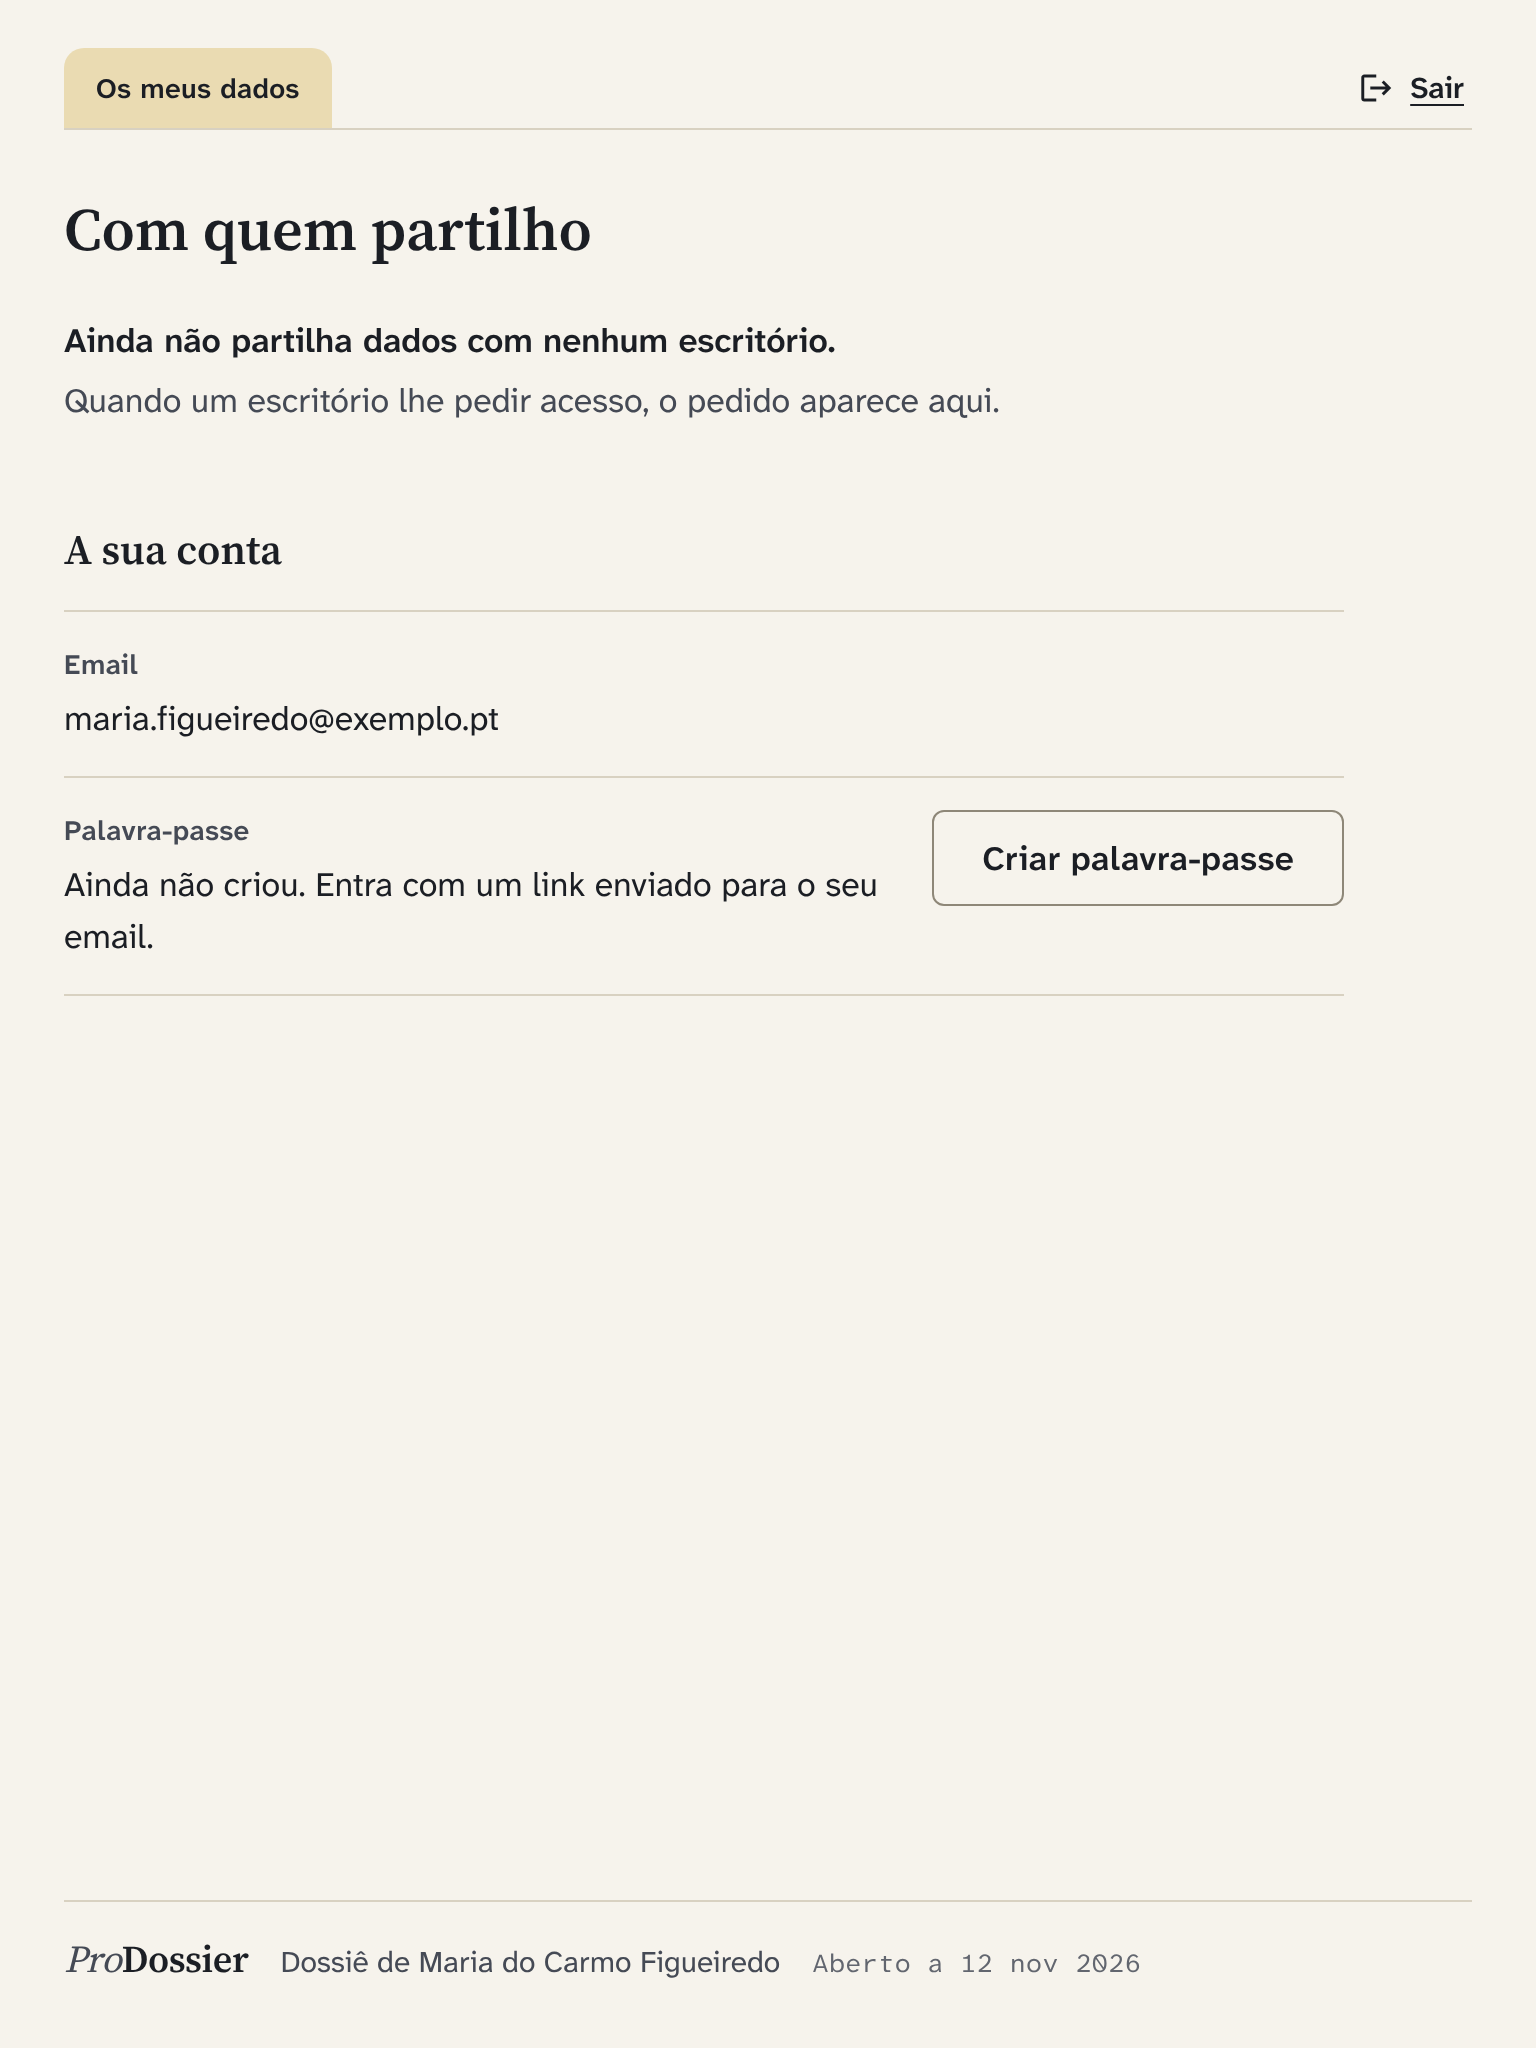 Os meus dados
Sair
Com quem partilho
Ainda não partilha dados com nenhum escritório.
Quando um escritório lhe pedir acesso, o pedido aparece aqui.
A sua conta
Email
maria.figueiredo@exemplo.pt
Palavra-passe
Ainda não criou. Entra com um link enviado para o seu
email.
Criar palavra-passe
ProDossier Dossiê de Maria do Carmo Figueiredo Aberto a 12 nov 2026